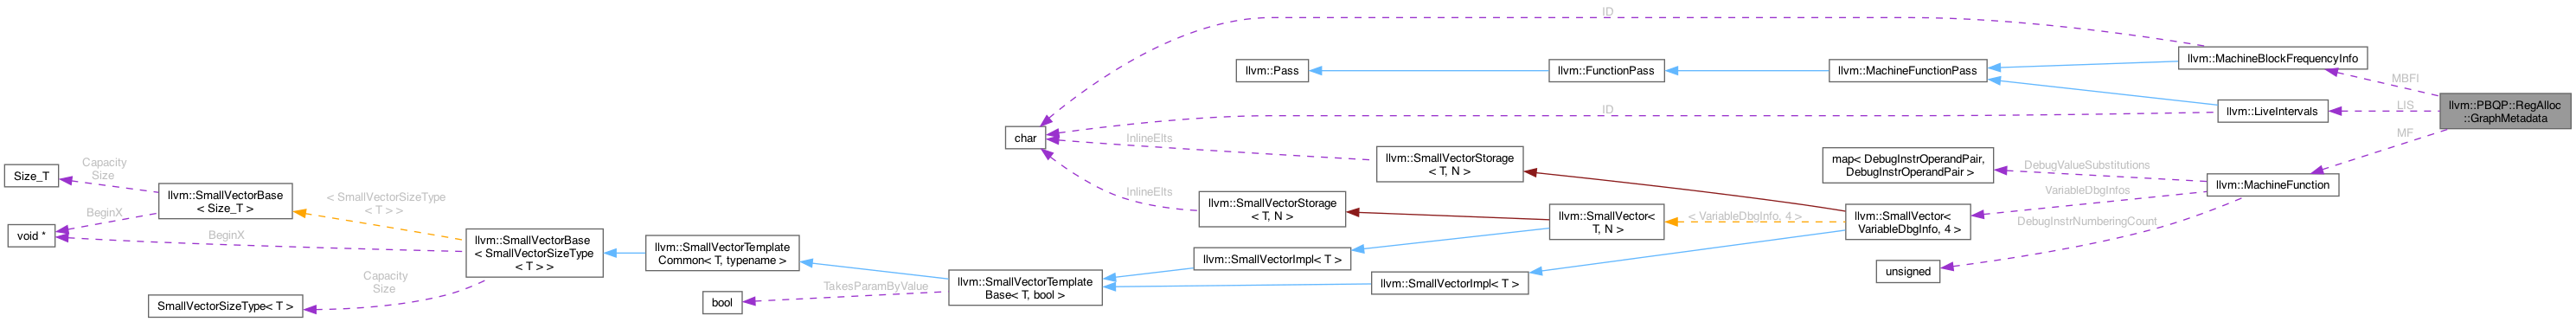 ID
llvm::MachineBlockFrequencyInfo
llvm::Pass
llvm::FunctionPass
llvm::MachineFunctionPass
MBFI
llvm::PBQP::RegAlloc
::GraphMetadata
LIS
llvm::LiveIntervals
ID
MF
char
InlineElts
llvm::SmallVectorStorage
< T, N >
map< DebugInstrOperandPair,
DebugInstrOperandPair >
DebugValueSubstitutions
llvm::MachineFunction
VariableDbgInfos
DebugInstrNumberingCount
InlineElts
llvm::SmallVectorStorage
< T, N >
Size_T
Capacity
Size
llvm::SmallVectorBase
< Size_T >
< SmallVectorSizeType
< T > >
BeginX
void *
BeginX
llvm::SmallVectorBase
< SmallVectorSizeType
< T > >
llvm::SmallVectorTemplate
Common< T, typename >
llvm::SmallVector<
T, N >
< VariableDbgInfo, 4 >
llvm::SmallVector<
VariableDbgInfo, 4 >
llvm::SmallVectorImpl< T >
unsigned
Capacity
Size
llvm::SmallVectorTemplate
Base< T, bool >
llvm::SmallVectorImpl< T >
TakesParamByValue
bool
SmallVectorSizeType< T >